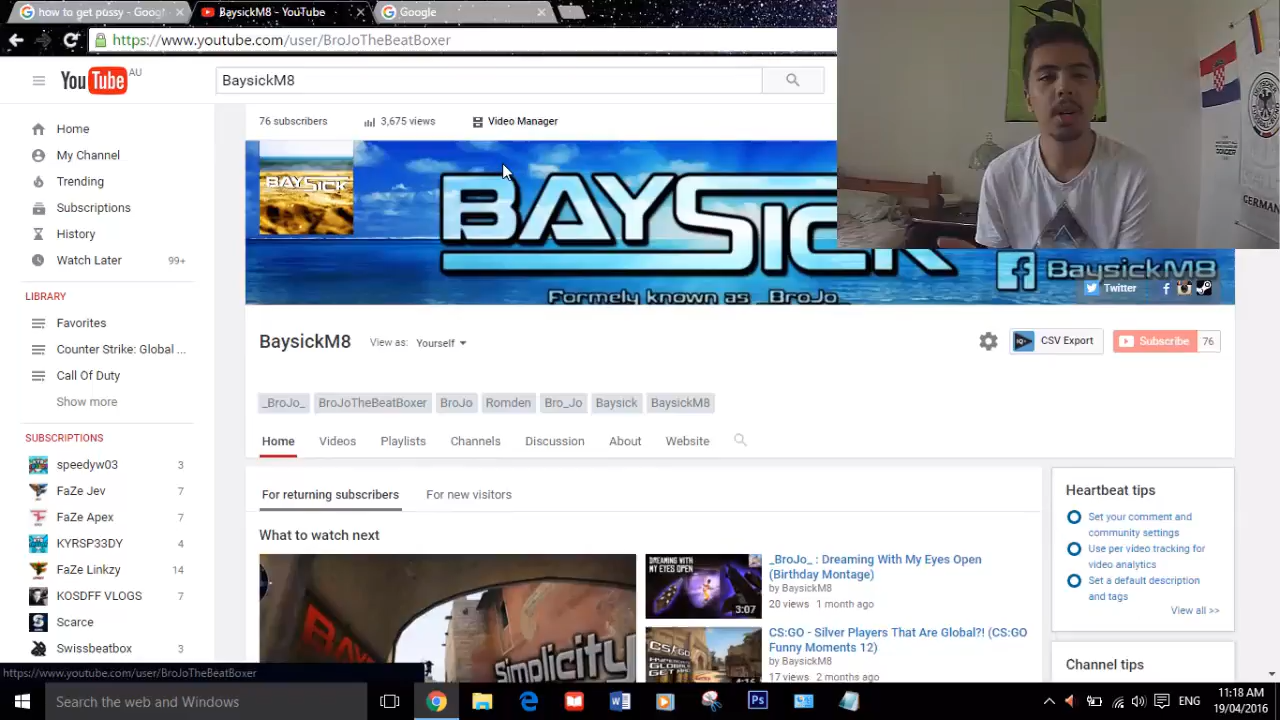 how to get pussy - Goog
BaysickM8 - YouTube
Google
https://www.youtube.com/user/BroJoTheBeatBoxer
YouTube AU
BaysickM8
76 subscribers
3,675 views
Video Manager
Home
My Channel
Trending
Subscriptions
History
Watch Later 99+
LIBRARY
Favorites
Counter Strike: Global ...
Call Of Duty
Show more
SUBSCRIPTIONS
speedyw03 3
FaZe Jev 7
FaZe Apex 7
KYRSP33DY 4
FaZe Linkzy 14
KOSDFF VLOGS 7
Scarce
Swissbeatbox 3
BAYSICK
BAYSICK
Formely known as _BroJo_
BaysickM8
Twitter
GERMAN
BaysickM8
View as: Yourself
CSV Export
Subscribe 76
_BroJo_
BroJoTheBeatBoxer
BroJo
Romden
Bro_Jo
Baysick
BaysickM8
Home
Videos
Playlists
Channels
Discussion
About
Website
For returning subscribers
For new visitors
What to watch next
simplicity
DREAMING WITH
MY EYES OPEN
3:07
_BroJo_ : Dreaming With My Eyes Open
(Birthday Montage)
by BaysickM8
20 views 1 month ago
CS:GO
4:16
CS:GO - Silver Players That Are Global?! (CS:GO
Funny Moments 12)
by BaysickM8
17 views 2 months ago
Heartbeat tips
Set your comment and
community settings
Use per video tracking for
video analytics
Set a default description
and tags
View all >>
Channel tips
https://www.youtube.com/user/BroJoTheBeatBoxer
Search the web and Windows
ENG
11:18 AM
19/04/2016